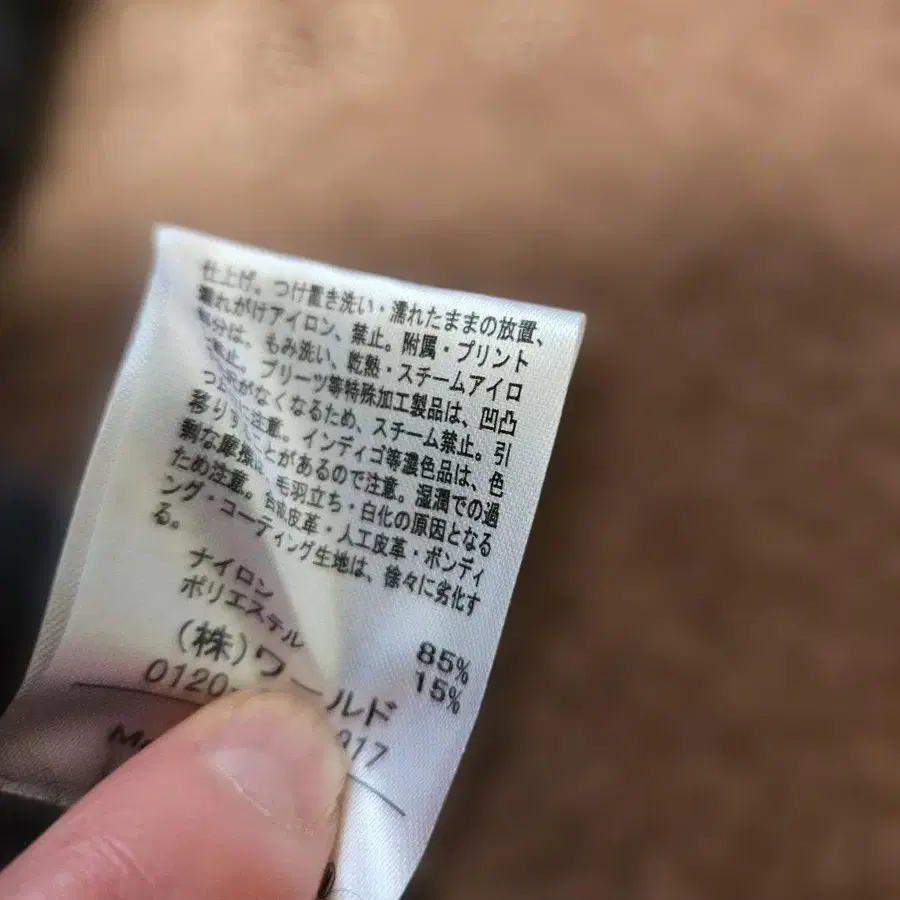 仕上げ。つけ置き洗い・濡れたままの放置、
濡れがけアイロン、禁止。附属・プリント
部分は、もみ洗い、乾熱・スチームアイロ
禁止。プリーツ等特殊加工製品は、凹凸
がなくなるため、スチーム禁止。引
つ 注意。インディゴ等濃色品は、色
移りすることがあるので注意。湿潤での過
剰な摩擦は、毛羽立ち・白化の原因となる
ため注意。合成皮革・人工皮革・ボンディ
ング・コーティング生地は、徐々に劣化す
る。
ナイロン 85%
ポリエステル 15%
(株)ワールド
0120- 917